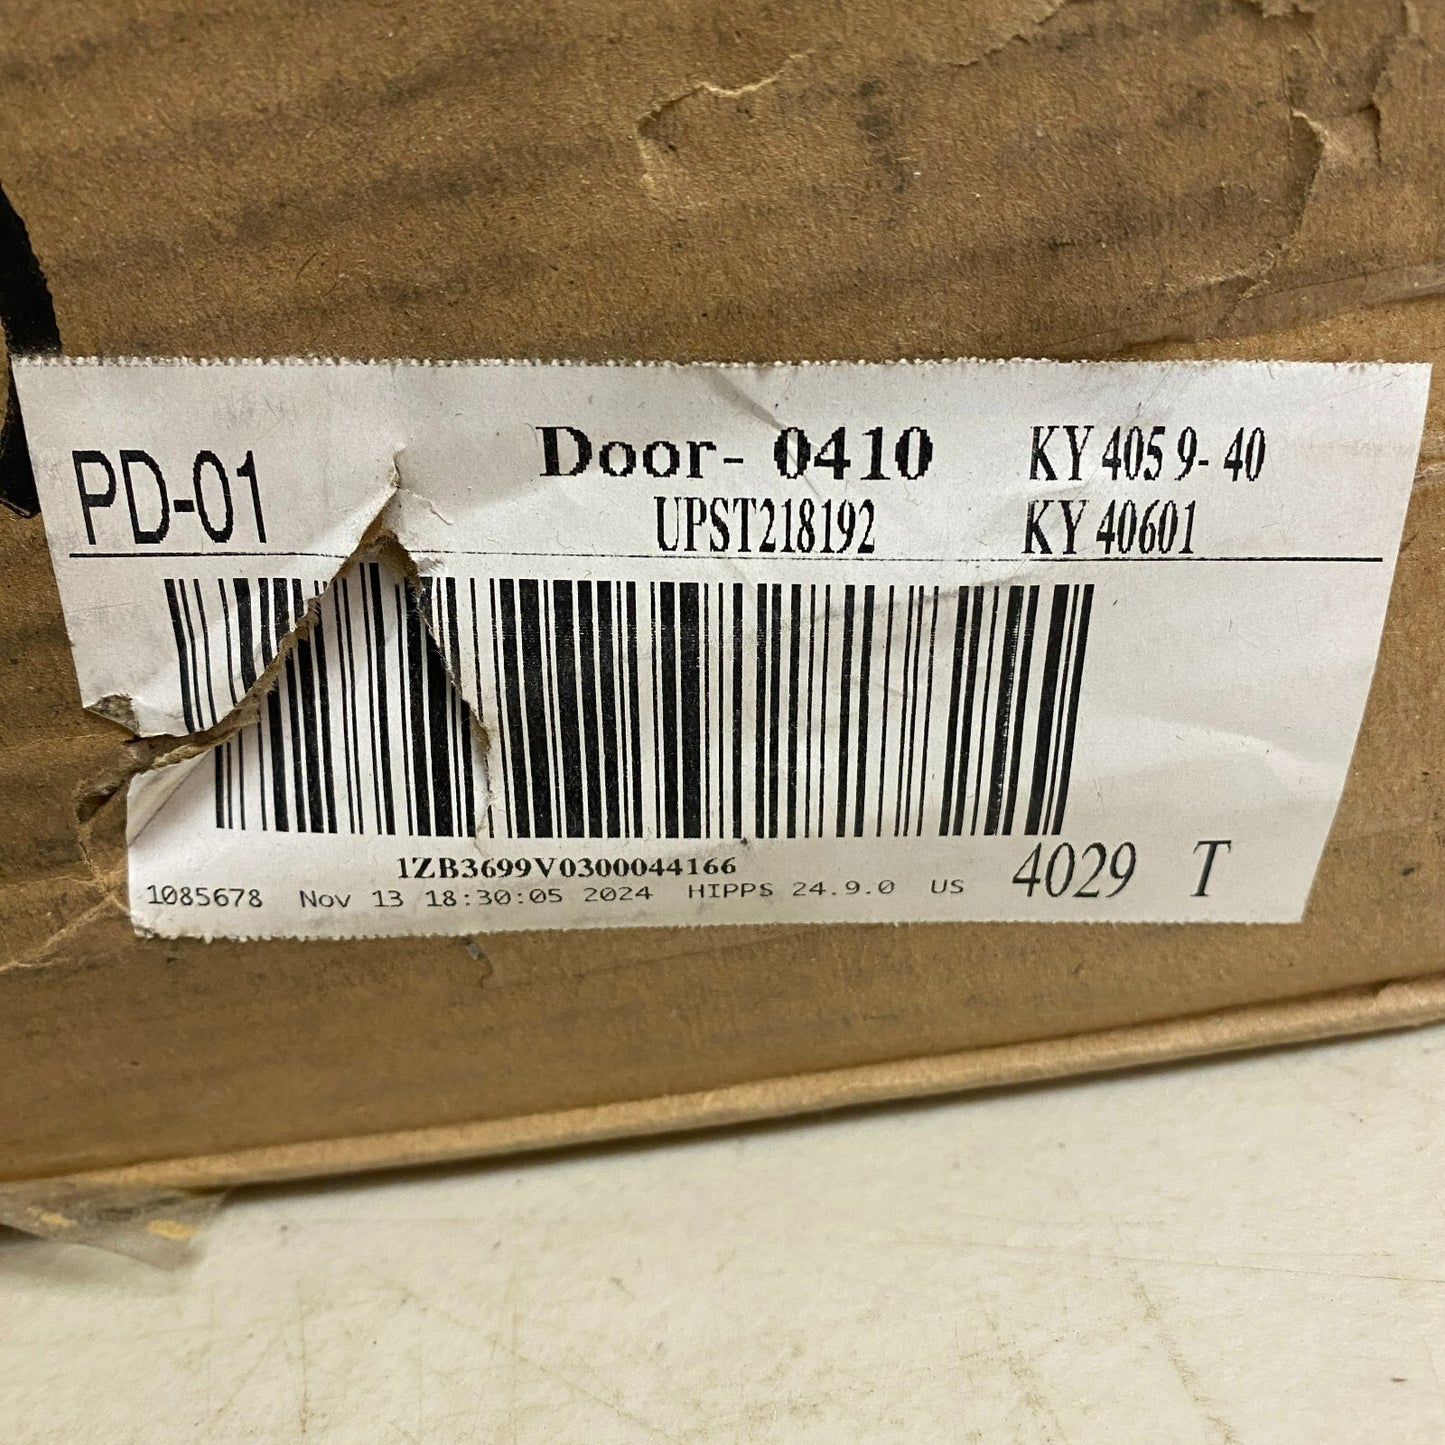 PD-01 Door- 0410 KY 405 9- 40
UPST218192 KY 40601
1ZB3699V0300044166
1085678 Nov 13 18:30:05 2024 HIPPS 24.9.0 US 4029 T